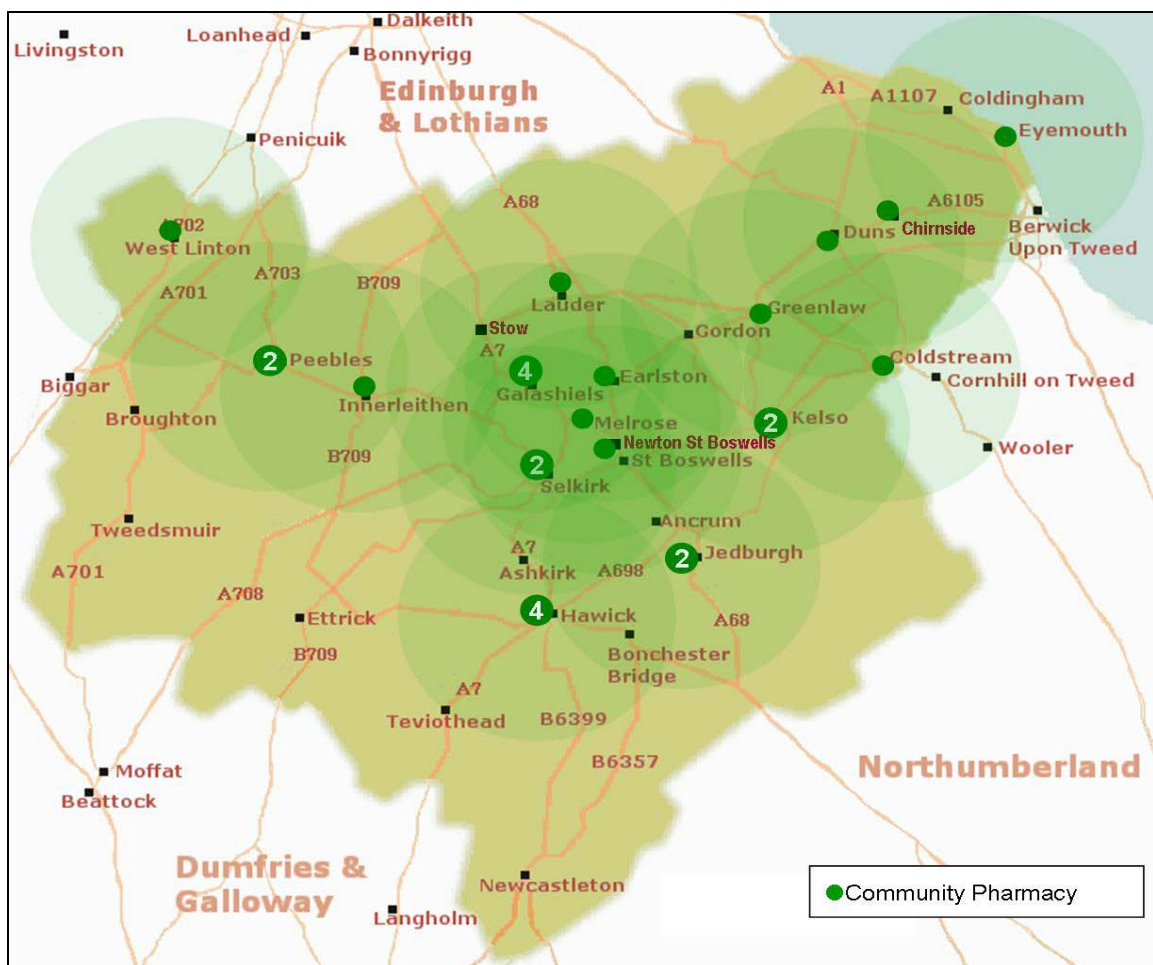 Dalkeith
Loanhead
Livingston
Bonnyrigg
Edinburgh
& Lothians
A1
A1107
Coldingham
Eyemouth
Penicuik
A68
A702
West Linton
A6105
Chirnside
Duns
Berwick
Upon Tweed
A703
B709
A701
Lauder
Greenlaw
Stow
Gordon
A7
2
Peebles
4
Galashiels
Earlston
Coldstream
Cornhill on Tweed
Biggar
Innerleithen
Broughton
Melrose
2
Kelso
Newton St Boswells
St Boswells
Wooler
B709
2
Selkirk
Tweedsmuir
Ancrum
A7
Ashkirk
A698
2
Jedburgh
A701
A708
4
Hawick
A68
Ettrick
B709
Bonchester
Bridge
A7
Teviothead
B6399
B6357
Northumberland
Moffat
Beattock
Dumfries &
Galloway
Newcastleton
Langholm
Community Pharmacy